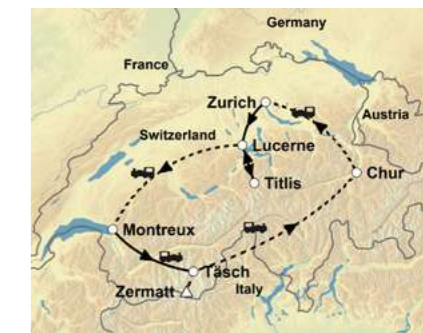 Germany
France
Zurich
Austria
Switzerland
Lucerne
Chur
Titlis
Montreux
Täsch
Zermatt
Italy